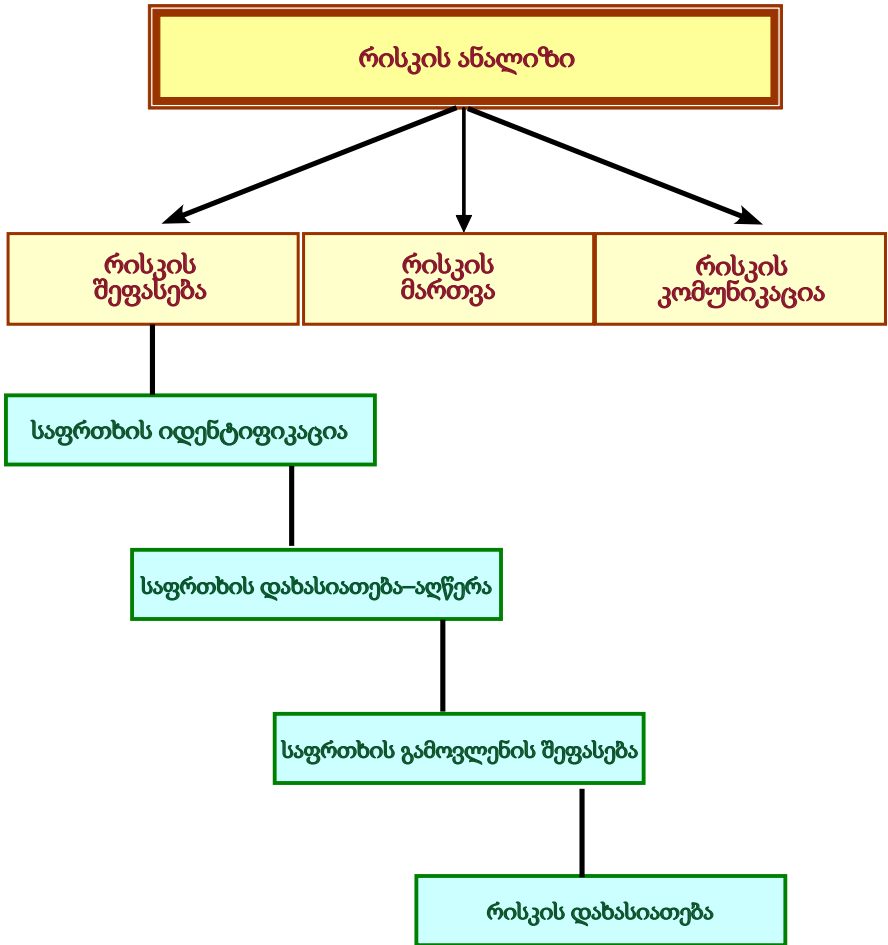 რისკის ანალიზი
რისკის
შეფასება
რისკის
მართვა
რისკის
კომუნიკაცია
საფრთხის იდენტიფიკაცია
საფრთხის დახასიათება–აღწერა
საფრთხის გამოვლენის შეფასება
რისკის დახასიათება